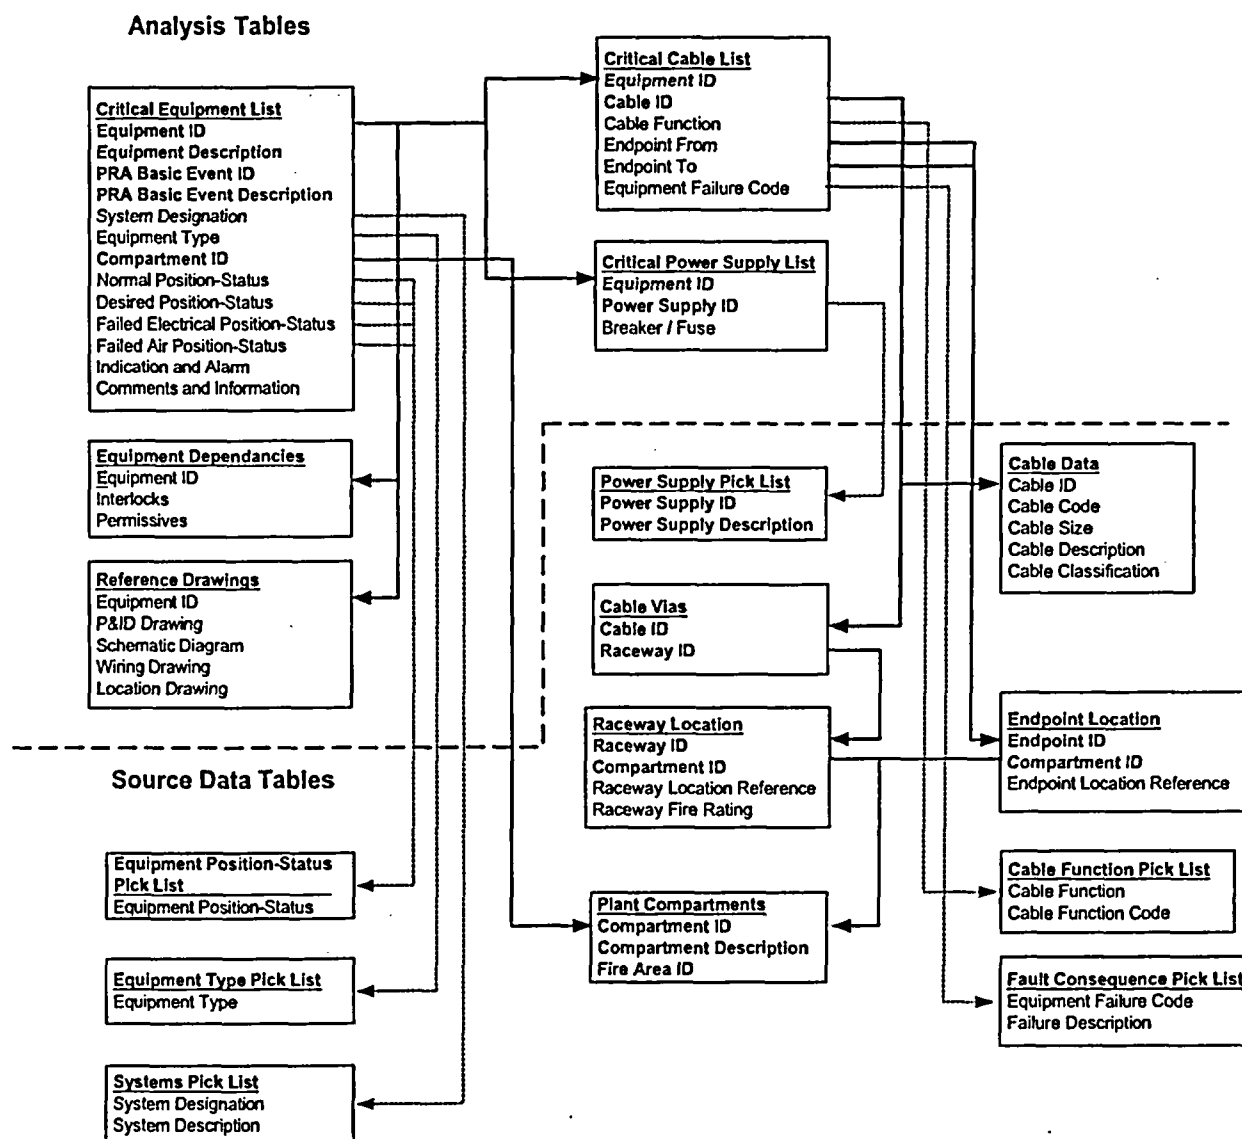 Analysis Tables
Critical Equipment List
Equipment ID
Equipment Description
PRA Basic Event ID
PRA Basic Event Description
System Designation
Equipment Type
Compartment ID
Normal Position-Status
Desired Position-Status
Failed Electrical Position-Status
Failed Air Position-Status
Indication and Alarm
Comments and Information
Equipment Dependancies
Equipment ID
Interlocks
Permissives
Reference Drawings
Equipment ID
P&ID Drawing
Schematic Diagram
Wiring Drawing
Location Drawing
Critical Cable List
Equipment ID
Cable ID
Cable Function
Endpoint From
Endpoint To
Equipment Failure Code
Critical Power Supply List
Equipment ID
Power Supply ID
Breaker / Fuse
Source Data Tables
Equipment Position-Status
Pick List
Equipment Position-Status
Equipment Type Pick List
Equipment Type
Systems Pick List
System Designation
System Description
Power Supply Pick List
Power Supply ID
Power Supply Description
Cable Vias
Cable ID
Raceway ID
Raceway Location
Raceway ID
Compartment ID
Raceway Location Reference
Raceway Fire Rating
Plant Compartments
Compartment ID
Compartment Description
Fire Area ID
Cable Data
Cable ID
Cable Code
Cable Size
Cable Description
Cable Classification
Endpoint Location
Endpoint ID
Compartment ID
Endpoint Location Reference
Cable Function Pick List
Cable Function
Cable Function Code
Fault Consequence Pick List
Equipment Failure Code
Failure Description